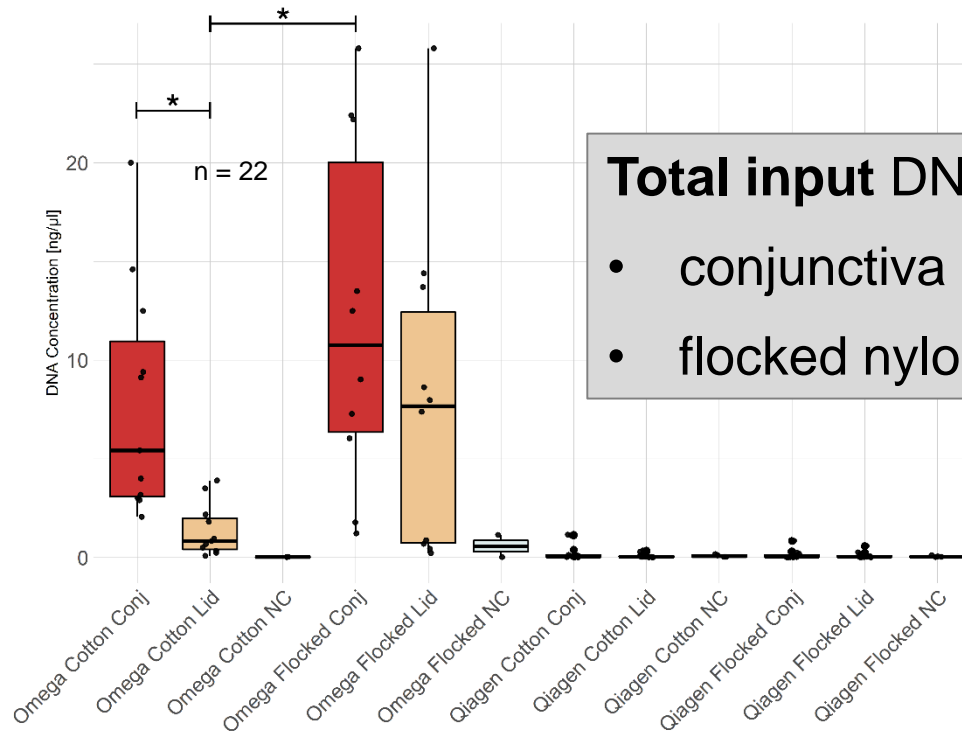 *
*
n = 22
20
10
0
DNA Concentration [ng/μl]
Total input DN
• conjunctiva
• flocked nylo
Omega Cotton Conj
Omega Cotton Lid
Omega Cotton NC
Omega Flocked Conj
Omega Flocked Lid
Omega Flocked NC
Qiagen Cotton Conj
Qiagen Cotton Lid
Qiagen Cotton NC
Qiagen Flocked Conj
Qiagen Flocked Lid
Qiagen Flocked NC